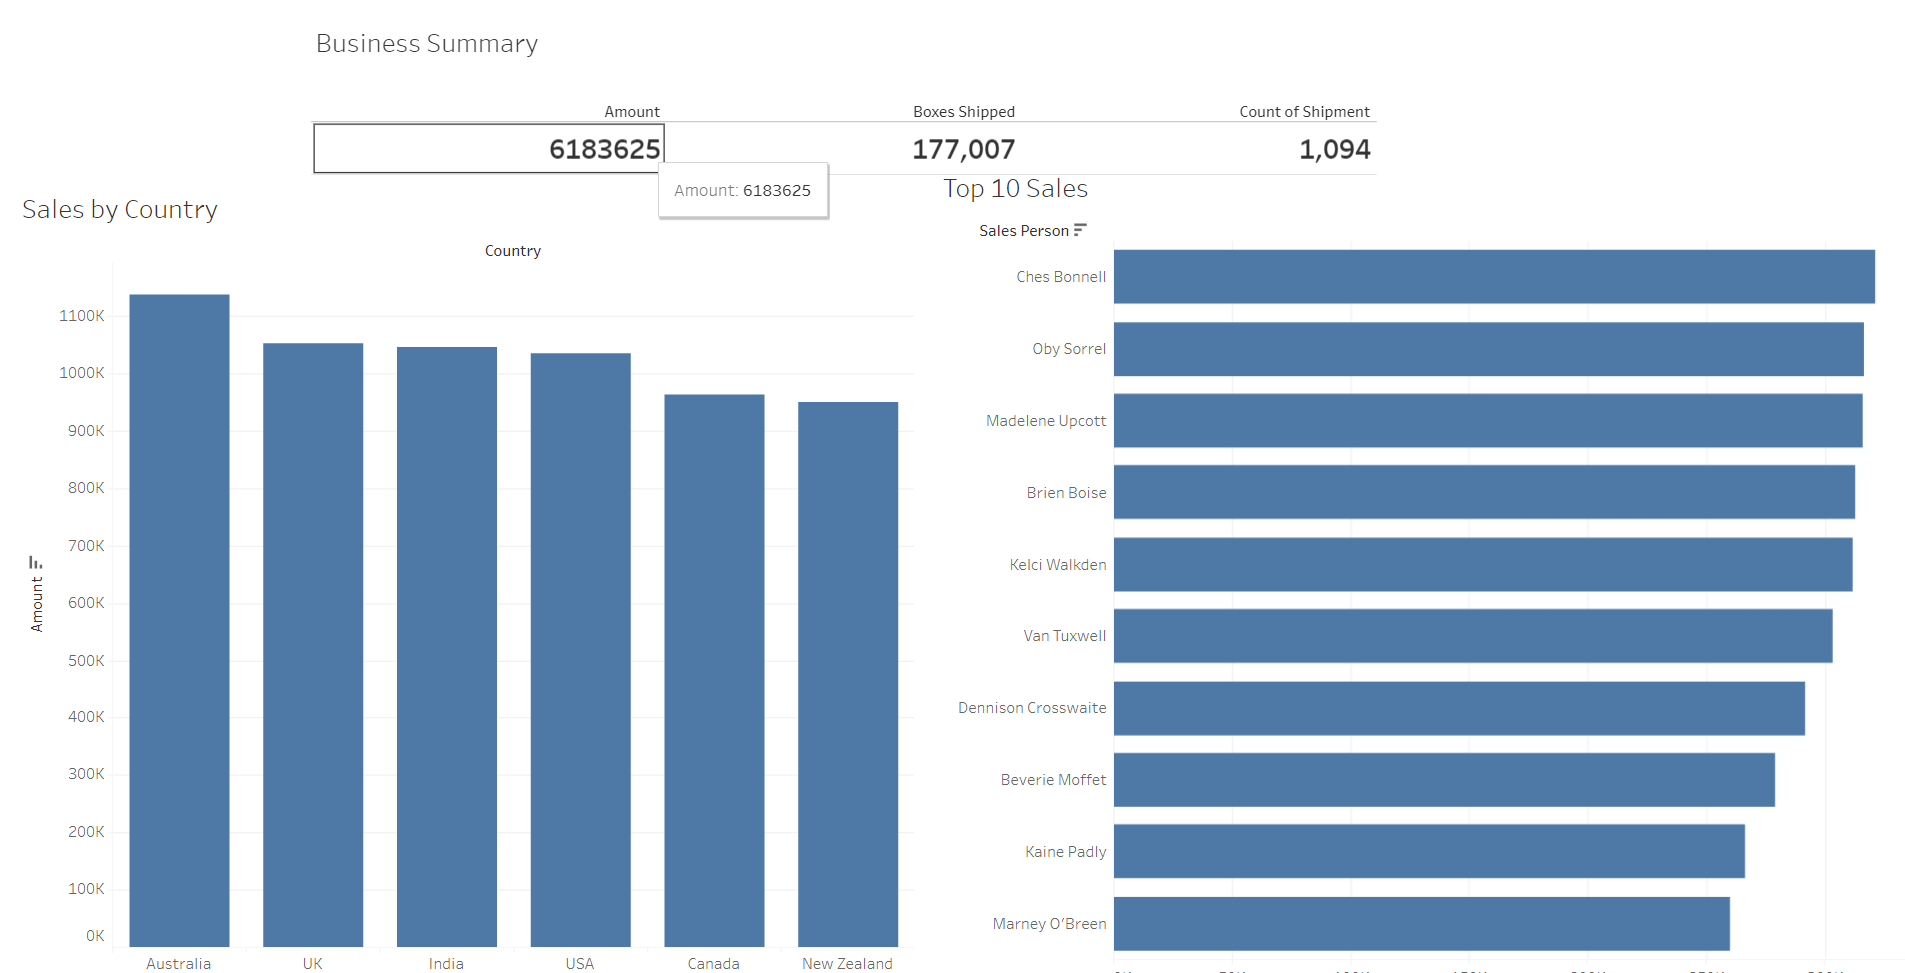 Business Summary
Amount Boxes Shipped Count of Shipment
6183625 177,007 1,094
Amount: 6183625
Sales by Country
Country
Amount
1100K
1000K
900K
800K
700K
600K
500K
400K
300K
200K
100K
0K
Australia UK India USA Canada New Zealand
Top 10 Sales
Sales Person
Ches Bonnell
Oby Sorrel
Madelene Upcott
Brien Boise
Kelci Walkden
Van Tuxwell
Dennison Crosswaite
Beverie Moffet
Kaine Padly
Marney O’Breen